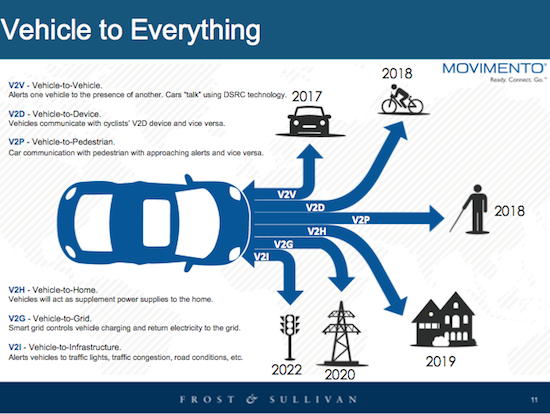 Vehicle to Everything
MOVIMENTO®
Ready. Connect. Go.™
V2V - Vehicle-to-Vehicle.
Alerts one vehicle to the presence of another. Cars "talk" using DSRC technology.
V2D - Vehicle-to-Device.
Vehicles communicate with cyclists' V2D device and vice versa.
V2P - Vehicle-to-Pedestrian.
Car communication with pedestrian with approaching alerts and vice versa.
2017
2018
V2V
V2D
V2P
2018
V2H
V2G
V2I
V2H - Vehicle-to-Home.
Vehicles will act as supplement power supplies to the home.
V2G - Vehicle-to-Grid.
Smart grid controls vehicle charging and return electricity to the grid.
V2I - Vehicle-to-Infrastructure.
Alerts vehicles to traffic lights, traffic congestion, road conditions, etc.
2022
2020
2019
FROST & SULLIVAN
11